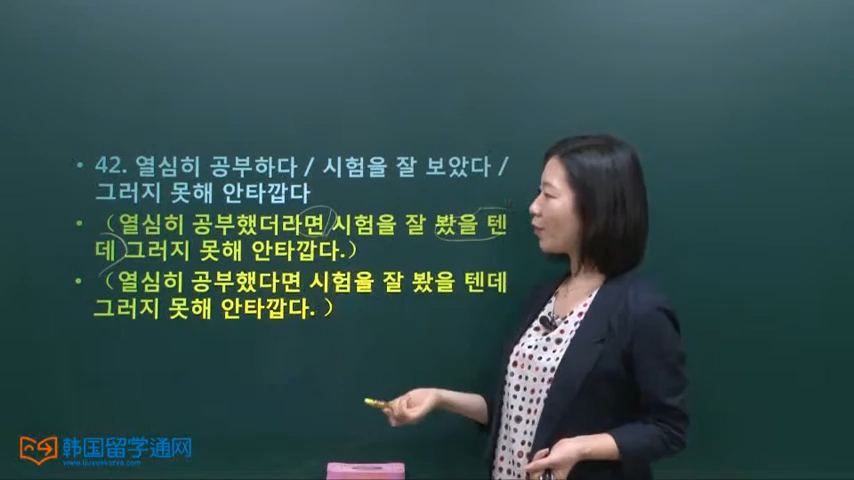 • 42. 열심히 공부하다 / 시험을 잘 보았다 /
그러지 못해 안타깝다
• (열심히 공부했더라면 시험을 잘 봤을 텐
데 그러지 못해 안타깝다.)
• (열심히 공부했다면 시험을 잘 봤을 텐데
그러지 못해 안타깝다. )
韩国留学通网